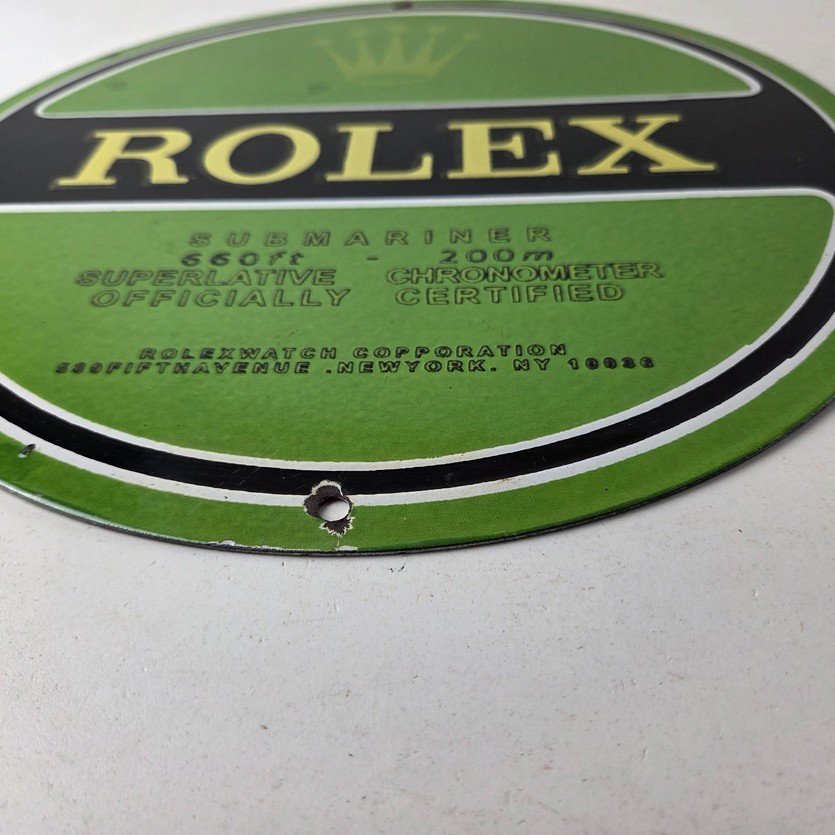 ROLEX
SUBMARINER
660ft - 200m
SUPERLATIVE CHRONOMETER
OFFICIALLY CERTIFIED
ROLEXWATCH COPPORATION
580FIFTHAVENUE .NEWYORK. NY 10036